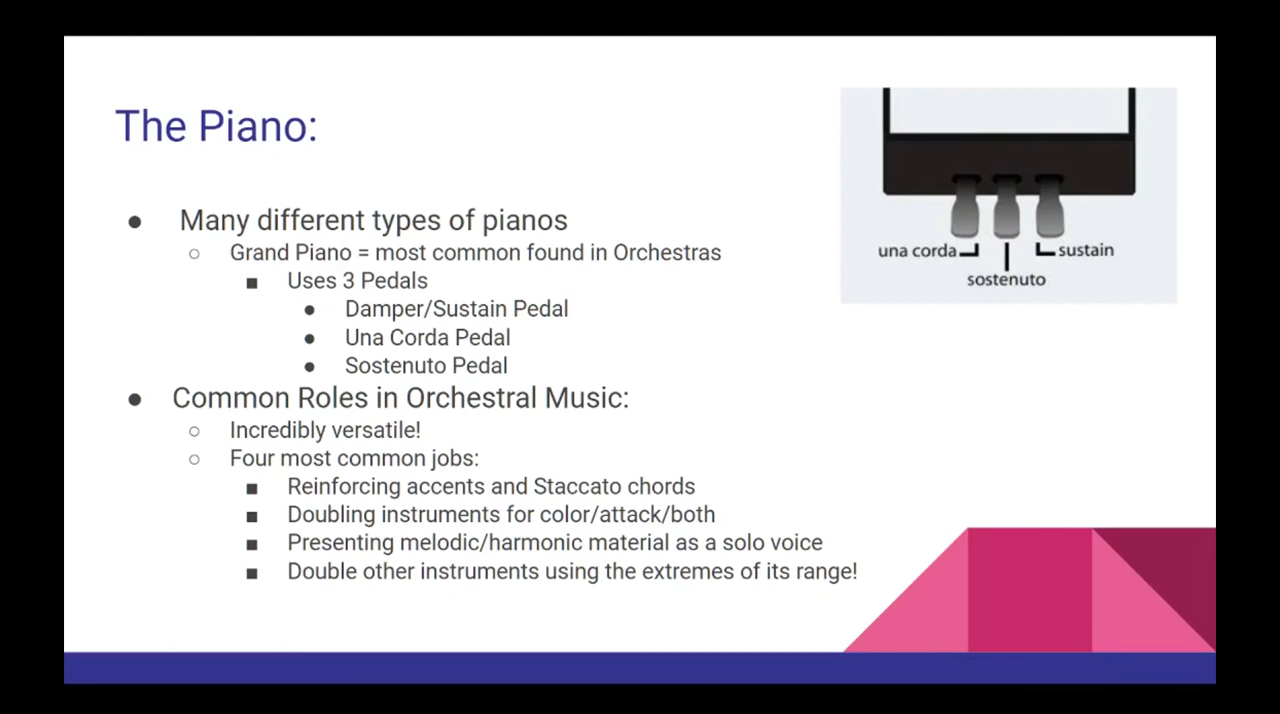 The Piano:
● Many different types of pianos
○ Grand Piano = most common found in Orchestras
■ Uses 3 Pedals
● Damper/Sustain Pedal
● Una Corda Pedal
● Sostenuto Pedal
● Common Roles in Orchestral Music:
○ Incredibly versatile!
○ Four most common jobs:
■ Reinforcing accents and Staccato chords
■ Doubling instruments for color/attack/both
■ Presenting melodic/harmonic material as a solo voice
■ Double other instruments using the extremes of its range!
una corda
sostenuto
sustain